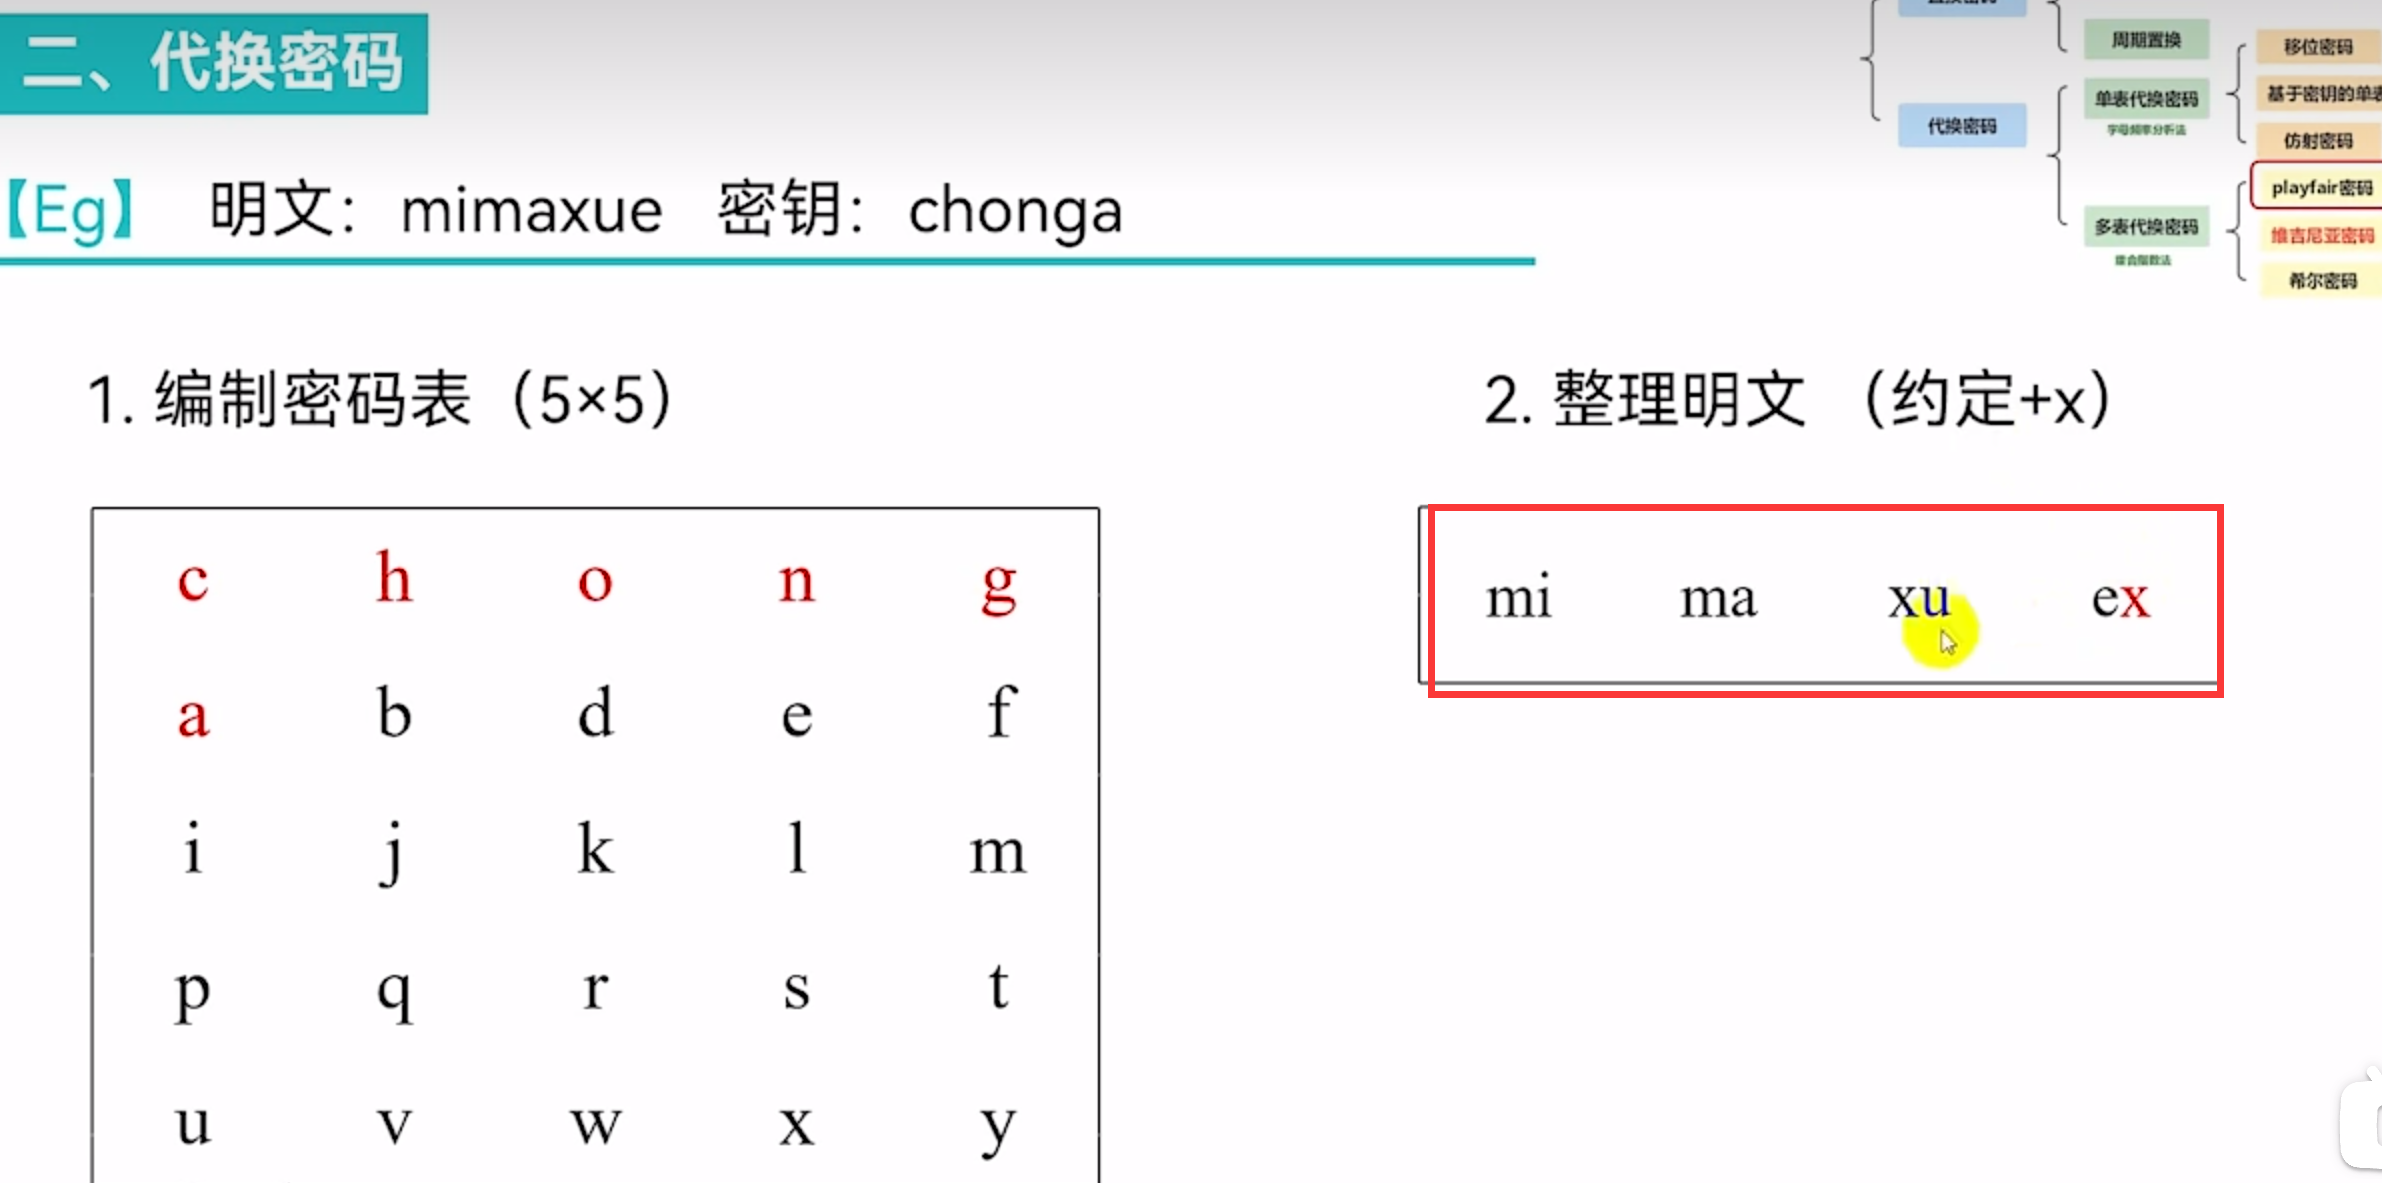 二、代换密码
【Eg】 明文：mimaxue 密钥：chonga
周期置换
代换密码
单表代换密码
字母频率分析法
多表代换密码
重合指数法
移位密码
基于密钥的单
仿射密码
playfair密码
维吉尼亚密码
希尔密码
1. 编制密码表（5×5）
c h o n g
a b d e f
i j k l m
p q r s t
u v w x y
2. 整理明文 （约定+x）
mi ma xu ex